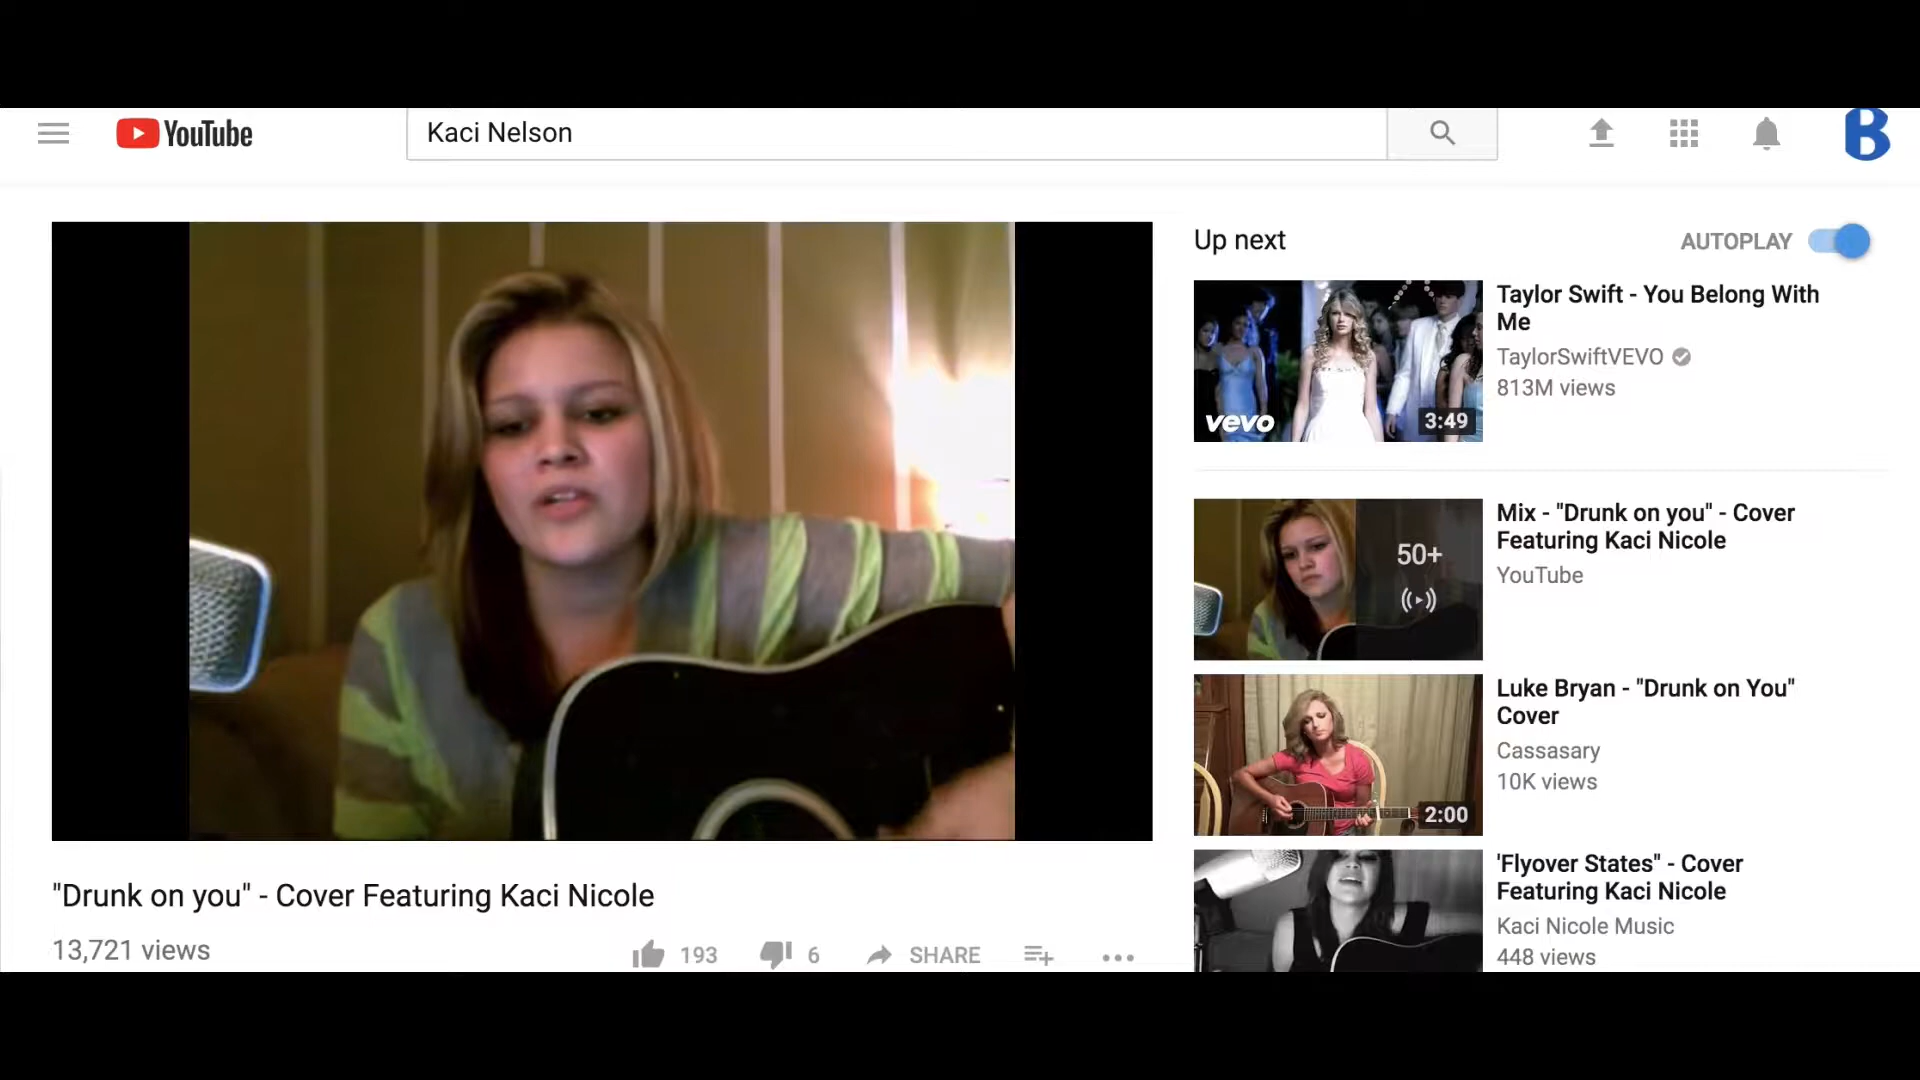 YouTube
Kaci Nelson
B
Up next
AUTOPLAY
vevo
3:49
Taylor Swift - You Belong With
Me
TaylorSwiftVEVO
813M views
50+
Mix - "Drunk on you" - Cover
Featuring Kaci Nicole
YouTube
2:00
Luke Bryan - "Drunk on You"
Cover
Cassasary
10K views
'Flyover States" - Cover
Featuring Kaci Nicole
Kaci Nicole Music
448 views
"Drunk on you" - Cover Featuring Kaci Nicole
13,721 views
193
6
SHARE